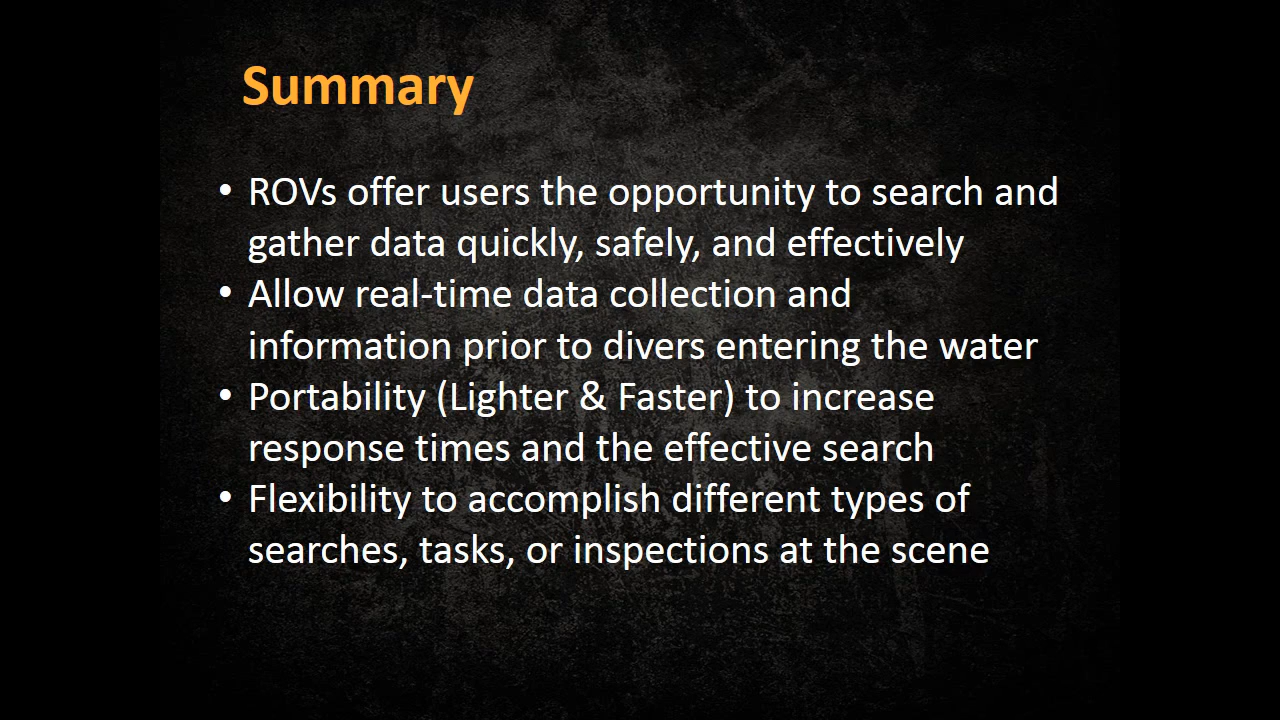 Summary
• ROVs offer users the opportunity to search and
gather data quickly, safely, and effectively
• Allow real-time data collection and
information prior to divers entering the water
• Portability (Lighter & Faster) to increase
response times and the effective search
• Flexibility to accomplish different types of
searches, tasks, or inspections at the scene